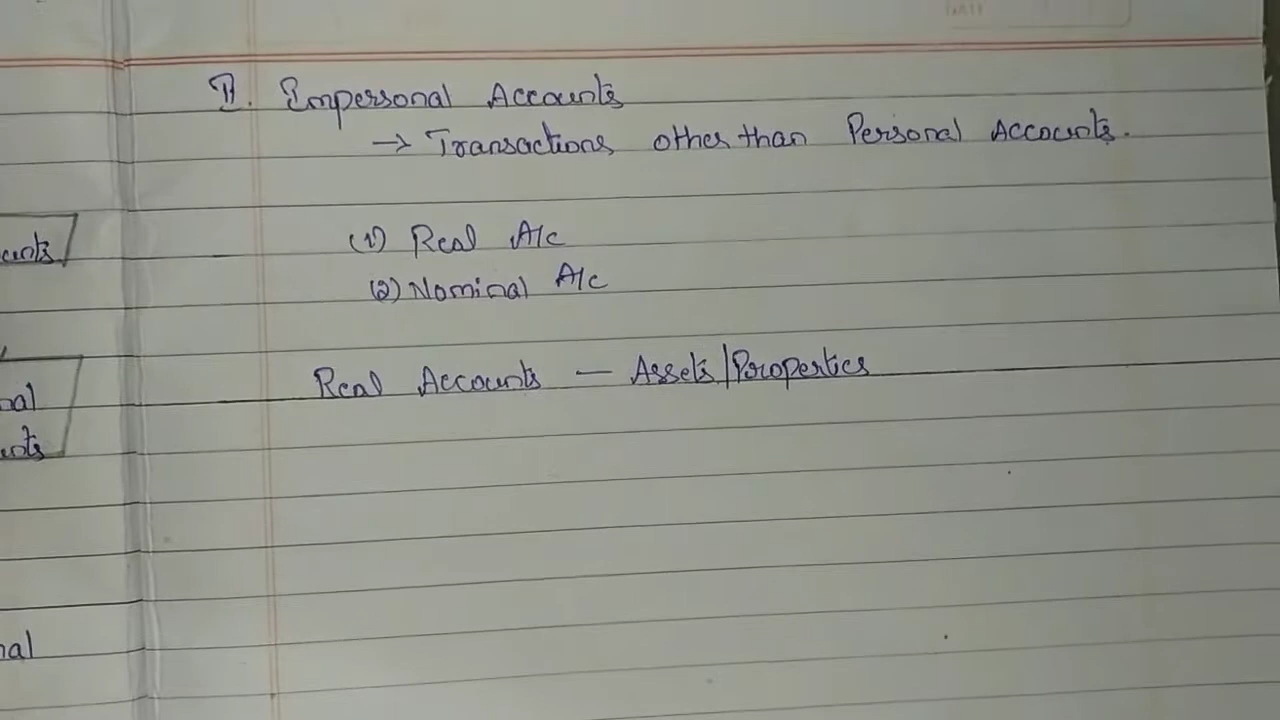 II. Impersonal Accounts
→ Transactions other than Personal Accounts.
(1) Real A/c
(2) Nominal A/c
Real Accounts — Assets/Properties